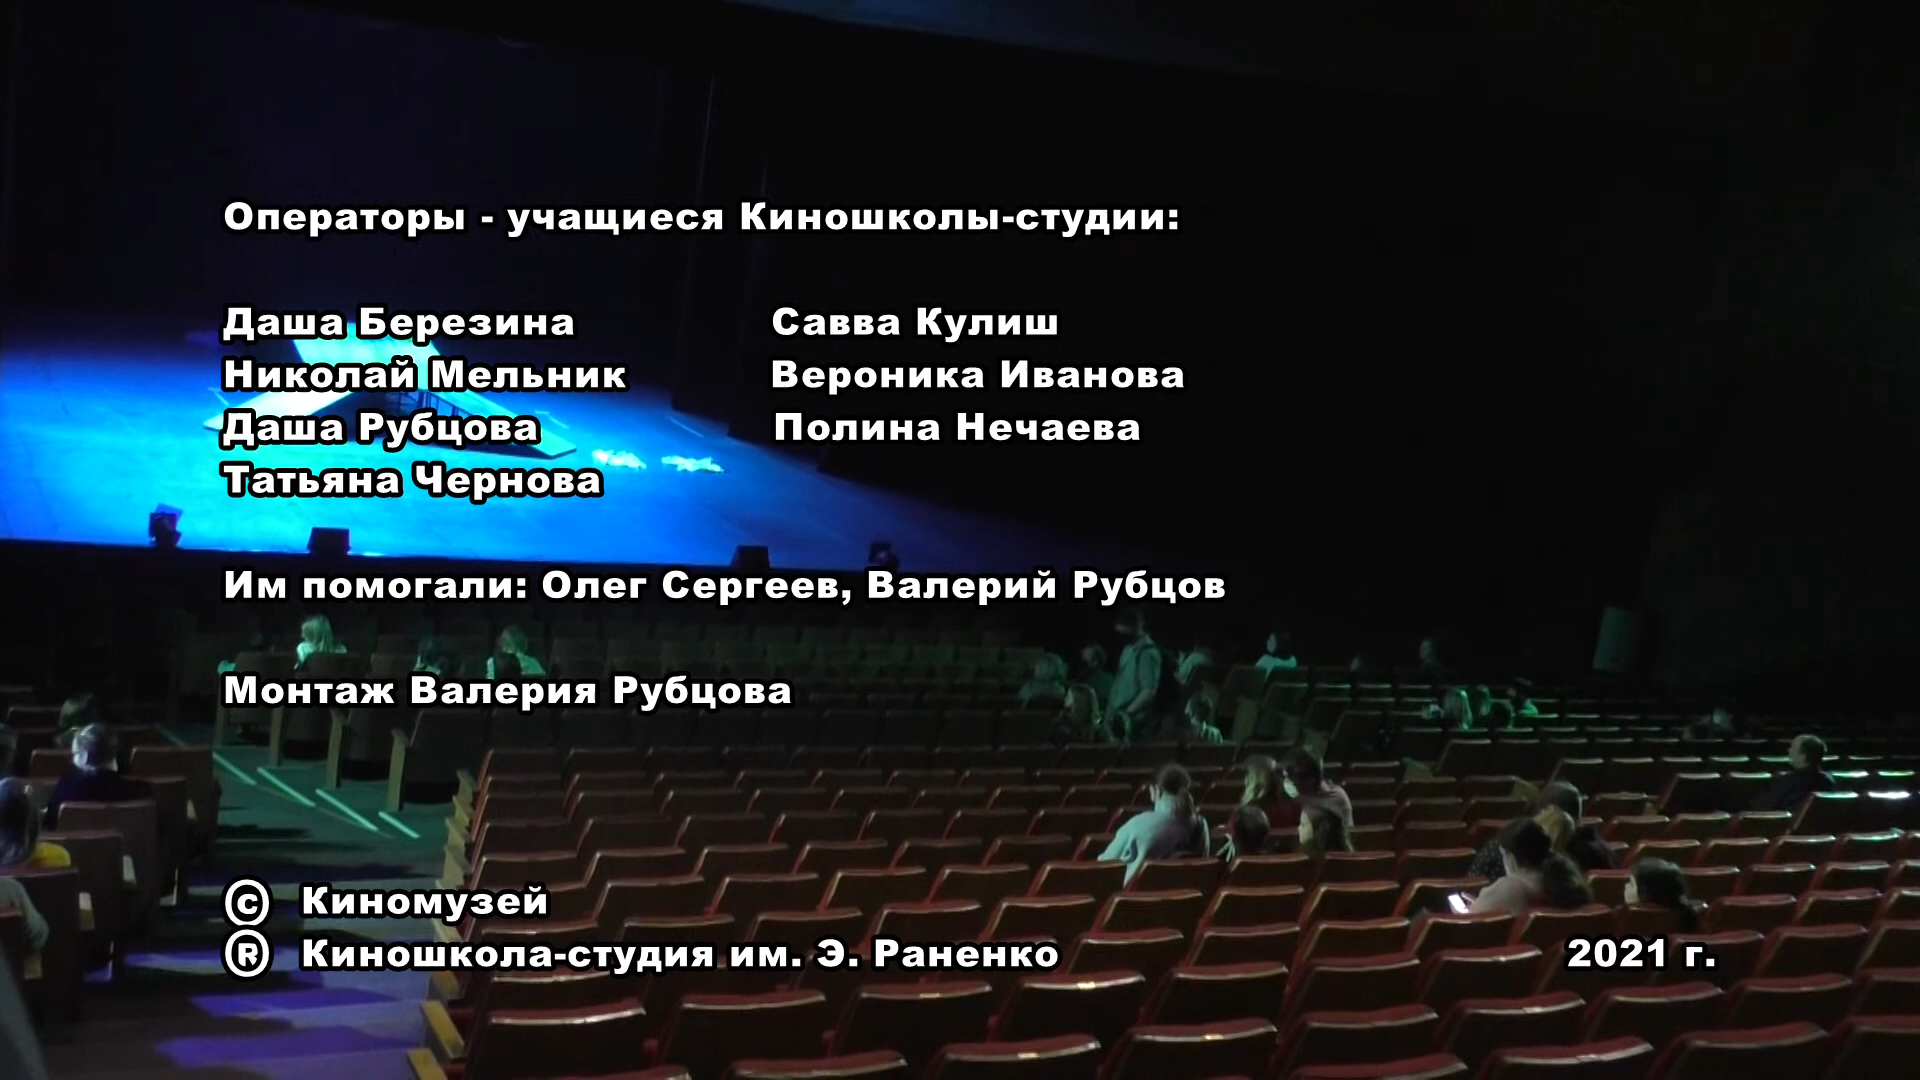 Операторы - учащиеся Киношколы-студии:
Даша Березина
Николай Мельник
Даша Рубцова
Татьяна Чернова
Савва Кулиш
Вероника Иванова
Полина Нечаева
Им помогали: Олег Сергеев, Валерий Рубцов
Монтаж Валерия Рубцова
© Киномузей
® Киношкола-студия им. Э. Раненко
2021 г.